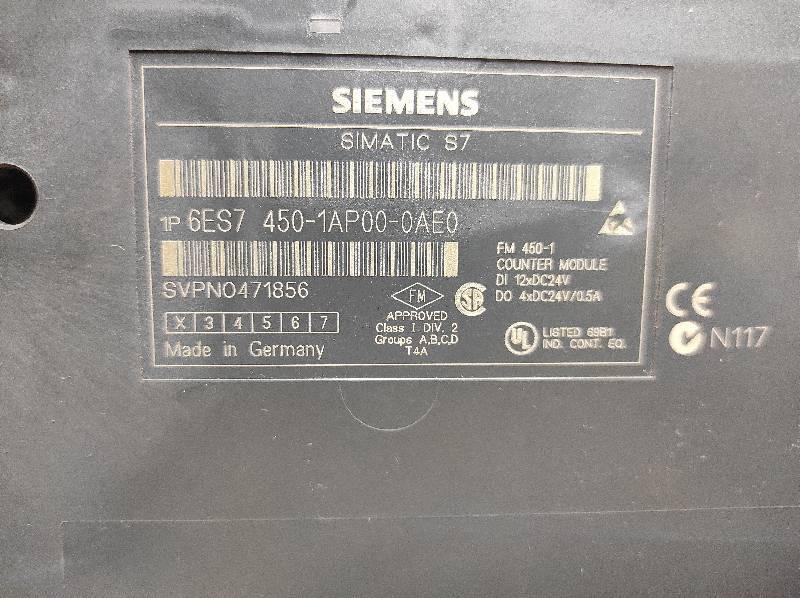 SIEMENS
SIMATIC S7
1P 6ES7 450-1AP00-0AE0
SVPN0471856
X 3 4 5 6 7
Made in Germany
FM
APPROVED
Class I, DIV. 2
Groups A,B,C,D
T4A
FM 450-1
COUNTER MODULE
DI 12xDC24V
DO 4xDC24V/0.5A
SA
UL LISTED 69B1
IND. CONT. EQ.
CE
N117